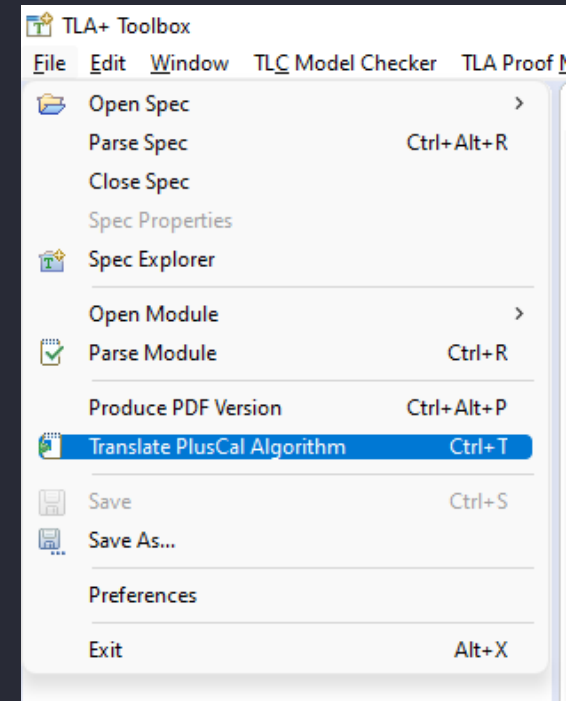 TLA+ Toolbox
File Edit Window TLC Model Checker TLA Proof
Open Spec >
Parse Spec Ctrl+Alt+R
Close Spec
Spec Properties
Spec Explorer
Open Module >
Parse Module Ctrl+R
Produce PDF Version Ctrl+Alt+P
Translate PlusCal Algorithm Ctrl+T
Save Ctrl+S
Save As...
Preferences
Exit Alt+X